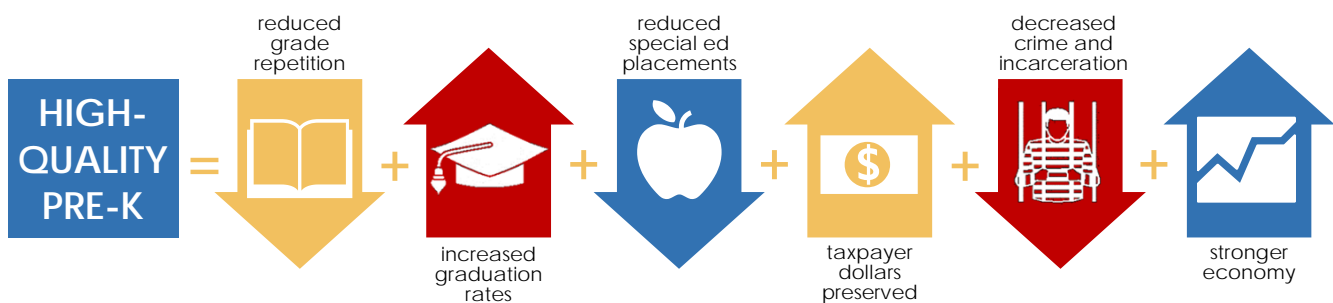 HIGH-
QUALITY
PRE-K
=
reduced
grade
repetition
+
increased
graduation
rates
+
reduced
special ed
placements
+
$
taxpayer
dollars
preserved
+
decreased
crime and
incarceration
+
stronger
economy